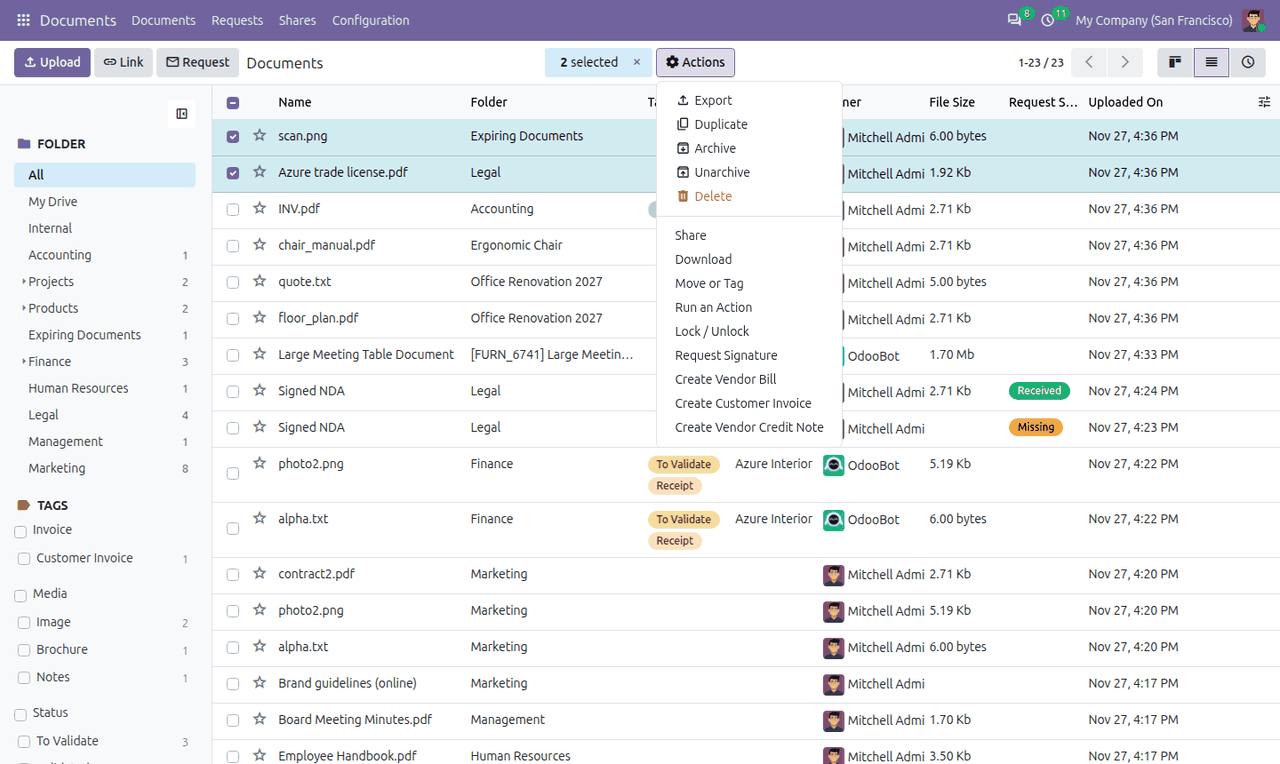 Documents Documents Requests Shares Configuration 8 11 My Company (San Francisco)
Upload Link Request Documents 2 selected × Actions 1-23 / 23
Name Folder Ta ner File Size Request S... Uploaded On
FOLDER
All
My Drive
Internal
Accounting 1
Projects 2
Products 2
Expiring Documents 1
Finance 3
Human Resources 1
Legal 4
Management 1
Marketing 8
TAGS
Invoice
Customer Invoice 1
Media
Image 2
Brochure 1
Notes 1
Status
To Validate 3
Export
Duplicate
Archive
Unarchive
Delete
Share
Download
Move or Tag
Run an Action
Lock / Unlock
Request Signature
Create Vendor Bill
Create Customer Invoice
Create Vendor Credit Note
scan.png Expiring Documents Mitchell Admi 6.00 bytes Nov 27, 4:36 PM
Azure trade license.pdf Legal Mitchell Admi 1.92 Kb Nov 27, 4:36 PM
INV.pdf Accounting Mitchell Admi 2.71 Kb Nov 27, 4:36 PM
chair_manual.pdf Ergonomic Chair Mitchell Admi 2.71 Kb Nov 27, 4:36 PM
quote.txt Office Renovation 2027 Mitchell Admi 5.00 bytes Nov 27, 4:36 PM
floor_plan.pdf Office Renovation 2027 Mitchell Admi 2.71 Kb Nov 27, 4:36 PM
Large Meeting Table Document [FURN_6741] Large Meetin... OdooBot 1.70 Mb Nov 27, 4:33 PM
Signed NDA Legal Mitchell Admi 2.71 Kb Received Nov 27, 4:24 PM
Signed NDA Legal Mitchell Admi Missing Nov 27, 4:23 PM
photo2.png Finance To Validate Receipt Azure Interior OdooBot 5.19 Kb Nov 27, 4:22 PM
alpha.txt Finance To Validate Receipt Azure Interior OdooBot 6.00 bytes Nov 27, 4:22 PM
contract2.pdf Marketing Mitchell Admi 2.71 Kb Nov 27, 4:20 PM
photo2.png Marketing Mitchell Admi 5.19 Kb Nov 27, 4:20 PM
alpha.txt Marketing Mitchell Admi 6.00 bytes Nov 27, 4:20 PM
Brand guidelines (online) Marketing Mitchell Admi Nov 27, 4:17 PM
Board Meeting Minutes.pdf Management Mitchell Admi 1.70 Kb Nov 27, 4:17 PM
Employee Handbook.pdf Human Resources Mitchell Admi 3.50 Kb Nov 27, 4:17 PM